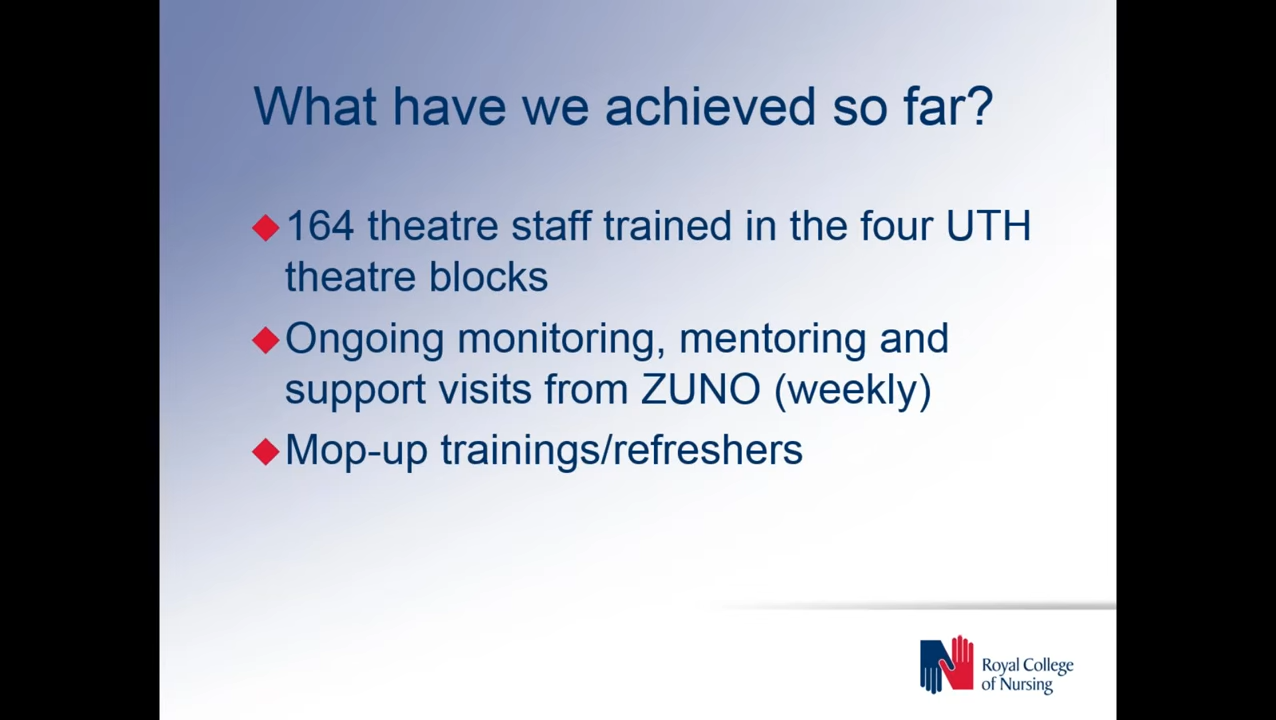 What have we achieved so far?
164 theatre staff trained in the four UTH
theatre blocks
Ongoing monitoring, mentoring and
support visits from ZUNO (weekly)
Mop-up trainings/refreshers
Royal College
of Nursing